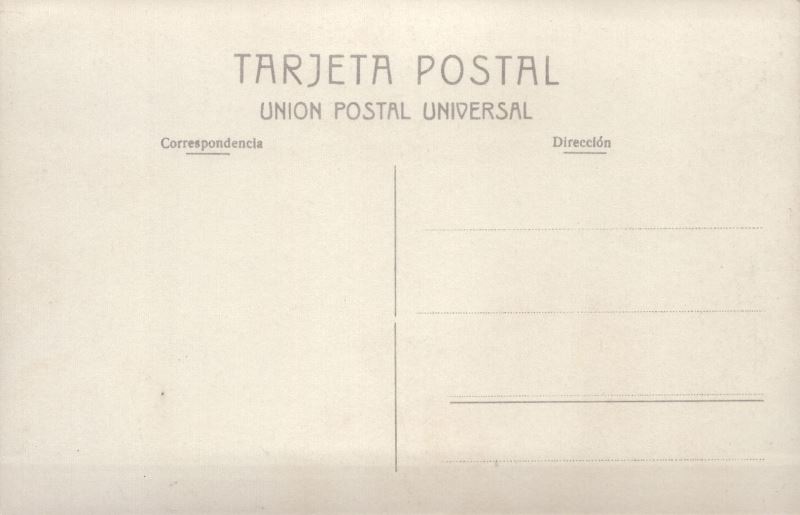 TARJETA POSTAL
UNION POSTAL UNIVERSAL
Correspondencia
Dirección